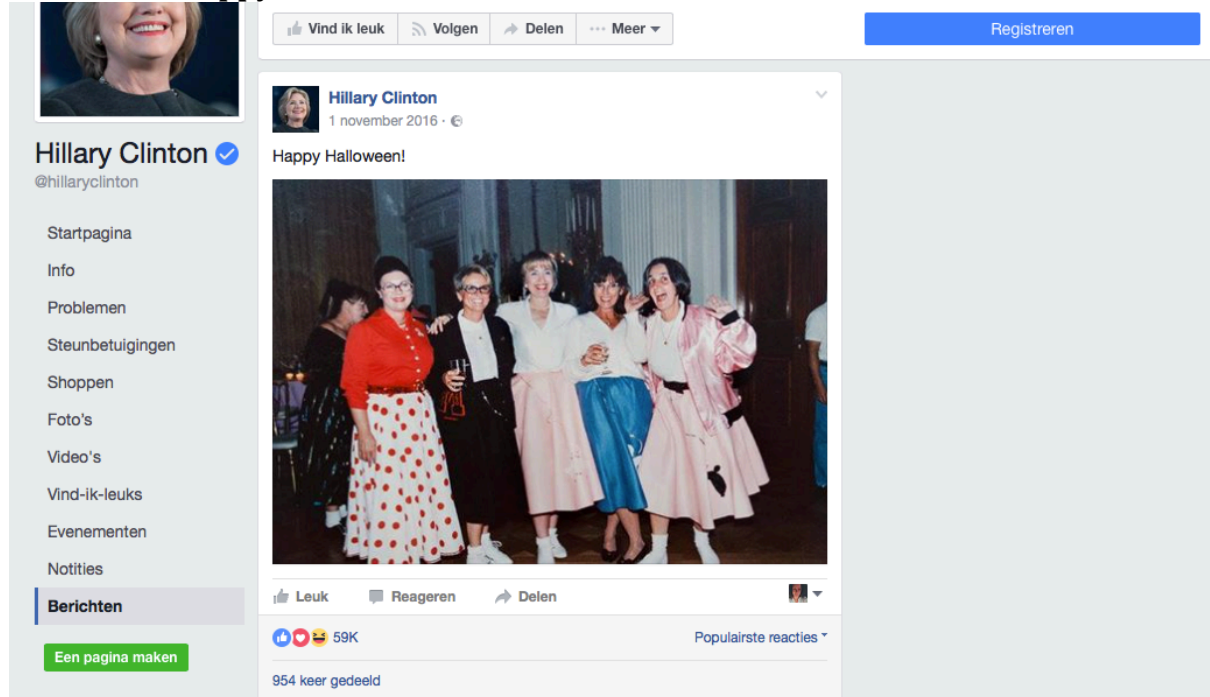 Vind ik leuk Volgen Delen ··· Meer
Registreren
Hillary Clinton
@hillaryclinton
Startpagina
Info
Problemen
Steunbetuigingen
Shoppen
Foto's
Video's
Vind-ik-leuks
Evenementen
Notities
Berichten
Een pagina maken
Hillary Clinton
1 november 2016 ·
Happy Halloween!
Leuk Reageren Delen
59K Populairste reacties
954 keer gedeeld